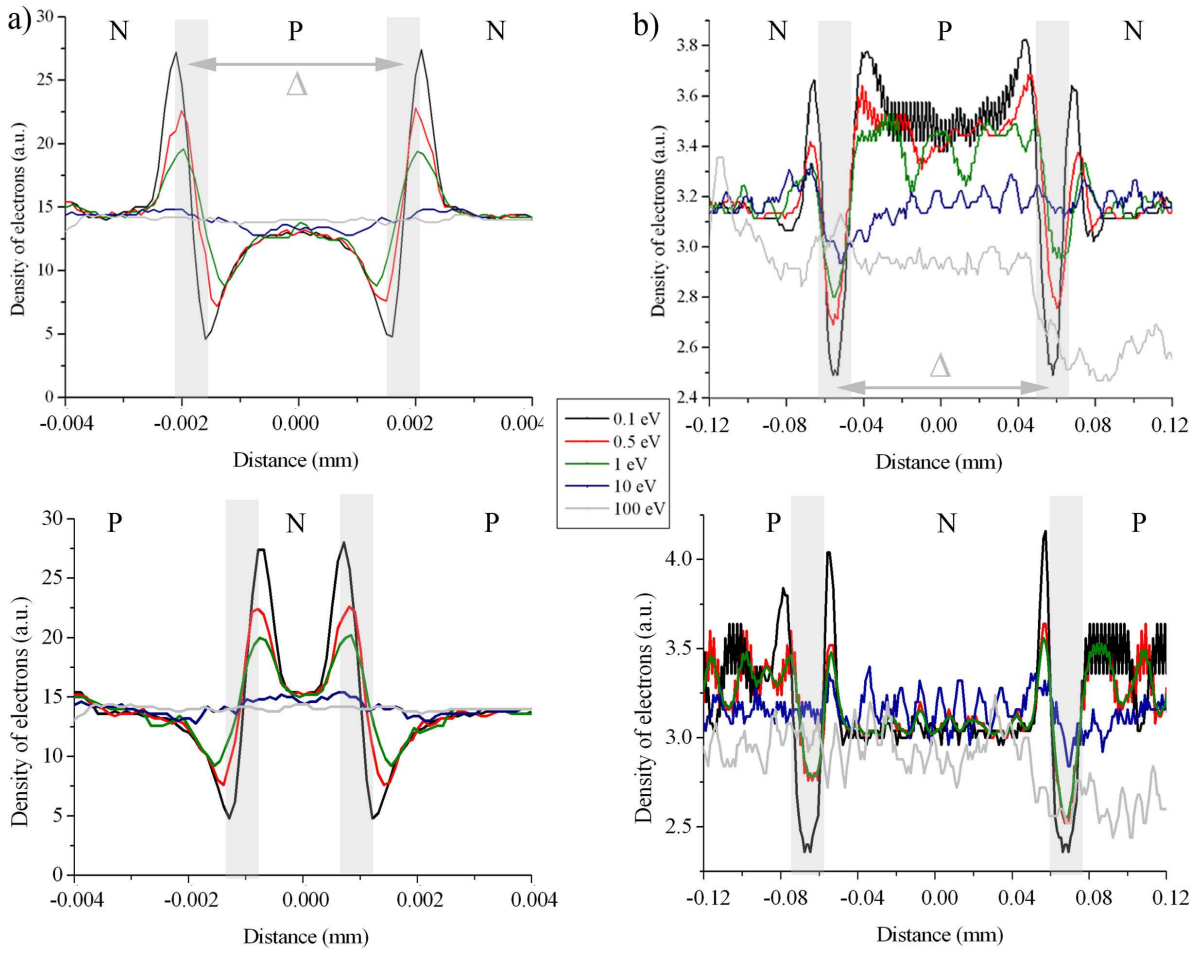 a)
N P N
Δ
Density of electrons (a.u.)
30
25
20
15
10
5
0
-0.004 -0.002 0.000 0.002 0.004
Distance (mm)
b)
N P N
Δ
Density of electrons (a.u.)
3.8
3.6
3.4
3.2
3.0
2.8
2.6
2.4
-0.12 -0.08 -0.04 0.00 0.04 0.08 0.12
Distance (mm)
0.1 eV
0.5 eV
1 eV
10 eV
100 eV
P N P
Density of electrons (a.u.)
30
25
20
15
10
5
0
-0.004 -0.002 0.000 0.002 0.004
Distance (mm)
P N P
Density of electrons (a.u.)
4.0
3.5
3.0
2.5
-0.12 -0.08 -0.04 0.00 0.04 0.08 0.12
Distance (mm)